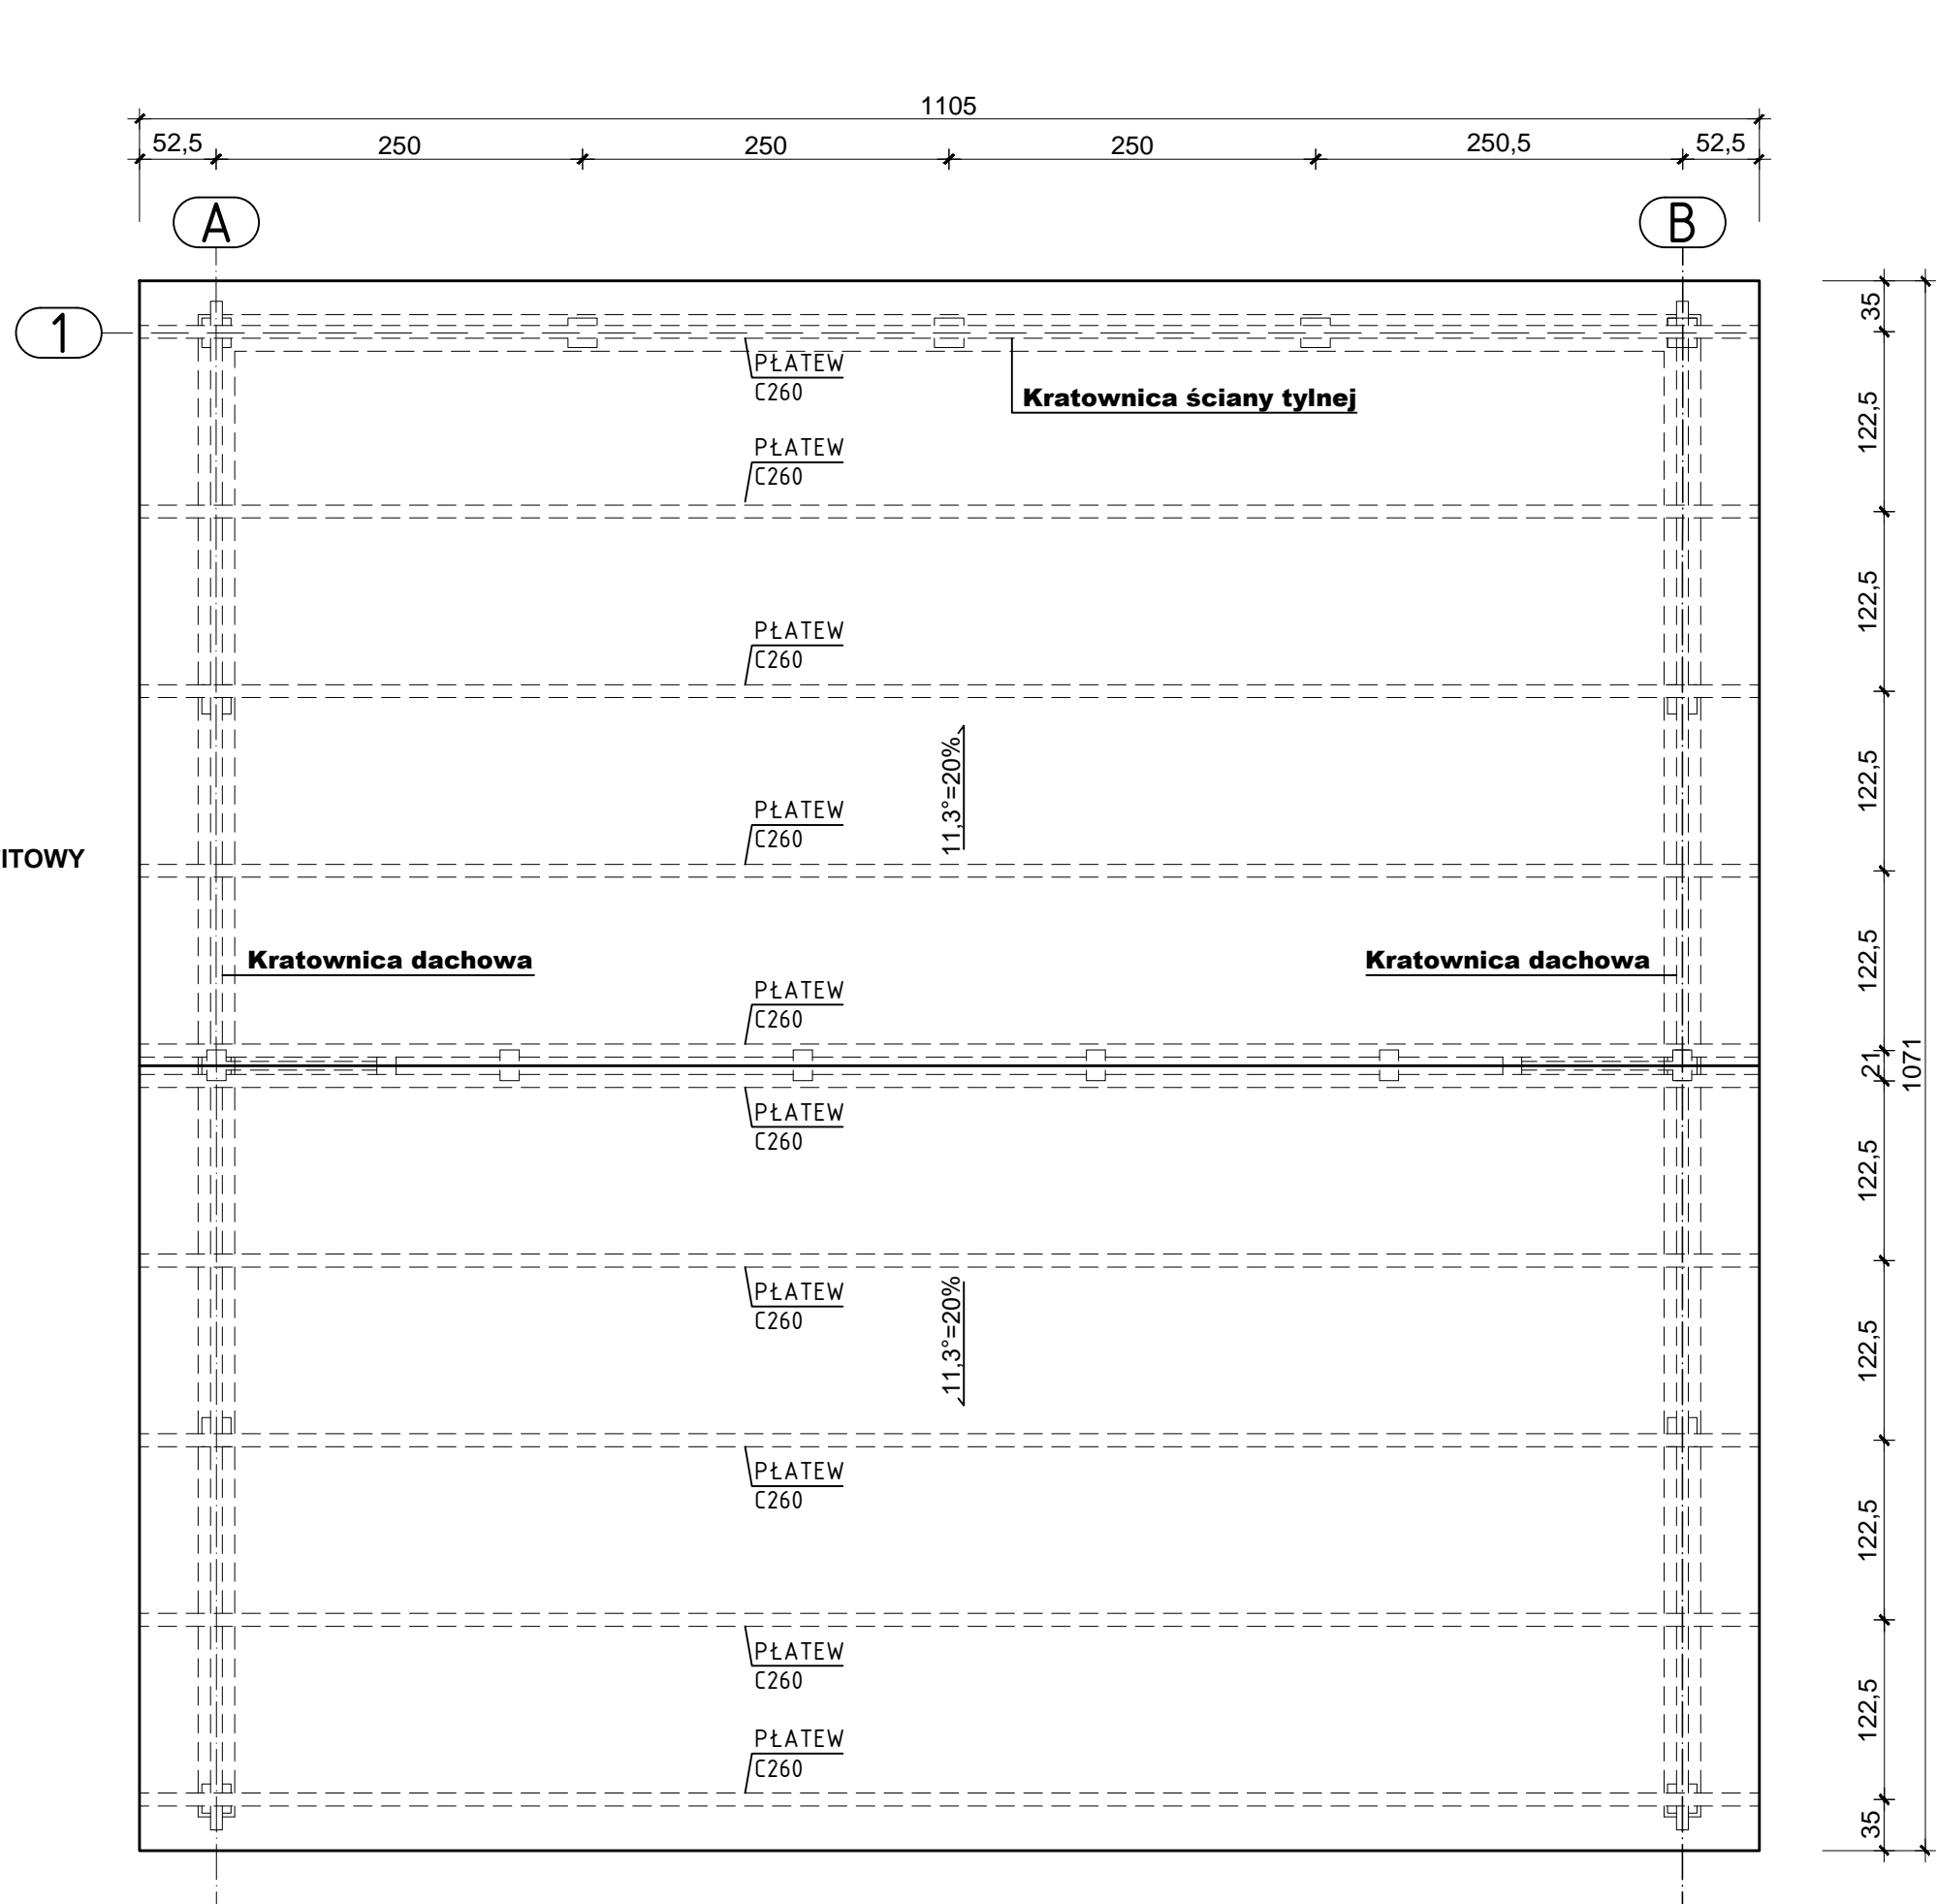 1105
52,5 250 250 250 250,5 52,5
A B
1
35
PŁATEW
C260
Kratownica ściany tylnej
122,5
PŁATEW
C260
122,5
PŁATEW
C260
122,5
11,3°=20%
PŁATEW
C260
ITOWY
122,5
Kratownica dachowa Kratownica dachowa
PŁATEW
C260
21
1071
PŁATEW
C260
122,5
PŁATEW
C260
122,5
11,3°=20%
PŁATEW
C260
122,5
PŁATEW
C260
122,5
PŁATEW
C260
35